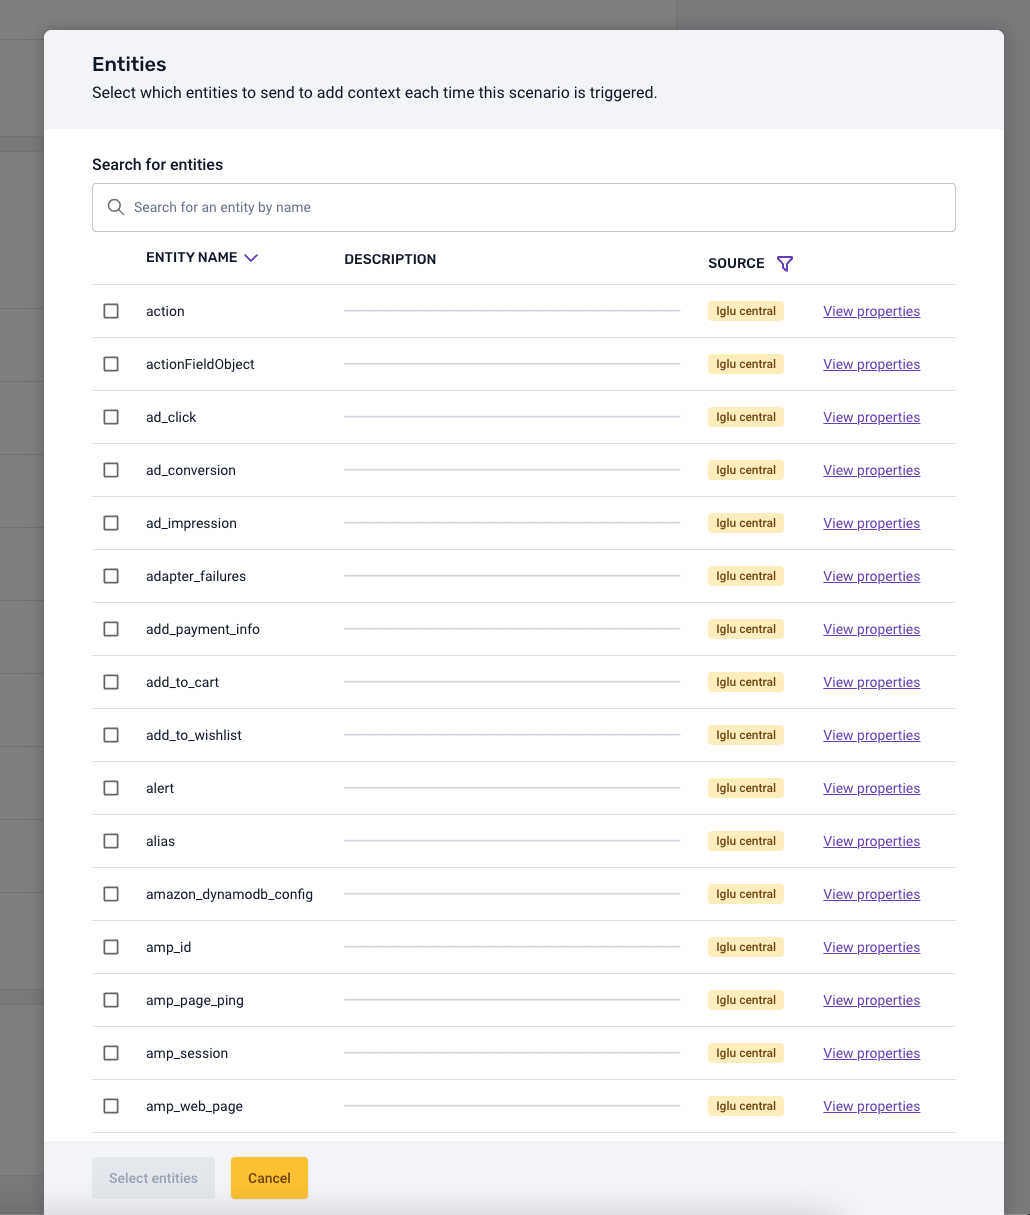 Entities
Select which entities to send to add context each time this scenario is triggered.
Search for entities
Search for an entity by name
ENTITY NAME DESCRIPTION SOURCE
action Iglu central View properties
actionFieldObject Iglu central View properties
ad_click Iglu central View properties
ad_conversion Iglu central View properties
ad_impression Iglu central View properties
adapter_failures Iglu central View properties
add_payment_info Iglu central View properties
add_to_cart Iglu central View properties
add_to_wishlist Iglu central View properties
alert Iglu central View properties
alias Iglu central View properties
amazon_dynamodb_config Iglu central View properties
amp_id Iglu central View properties
amp_page_ping Iglu central View properties
amp_session Iglu central View properties
amp_web_page Iglu central View properties
Select entities Cancel